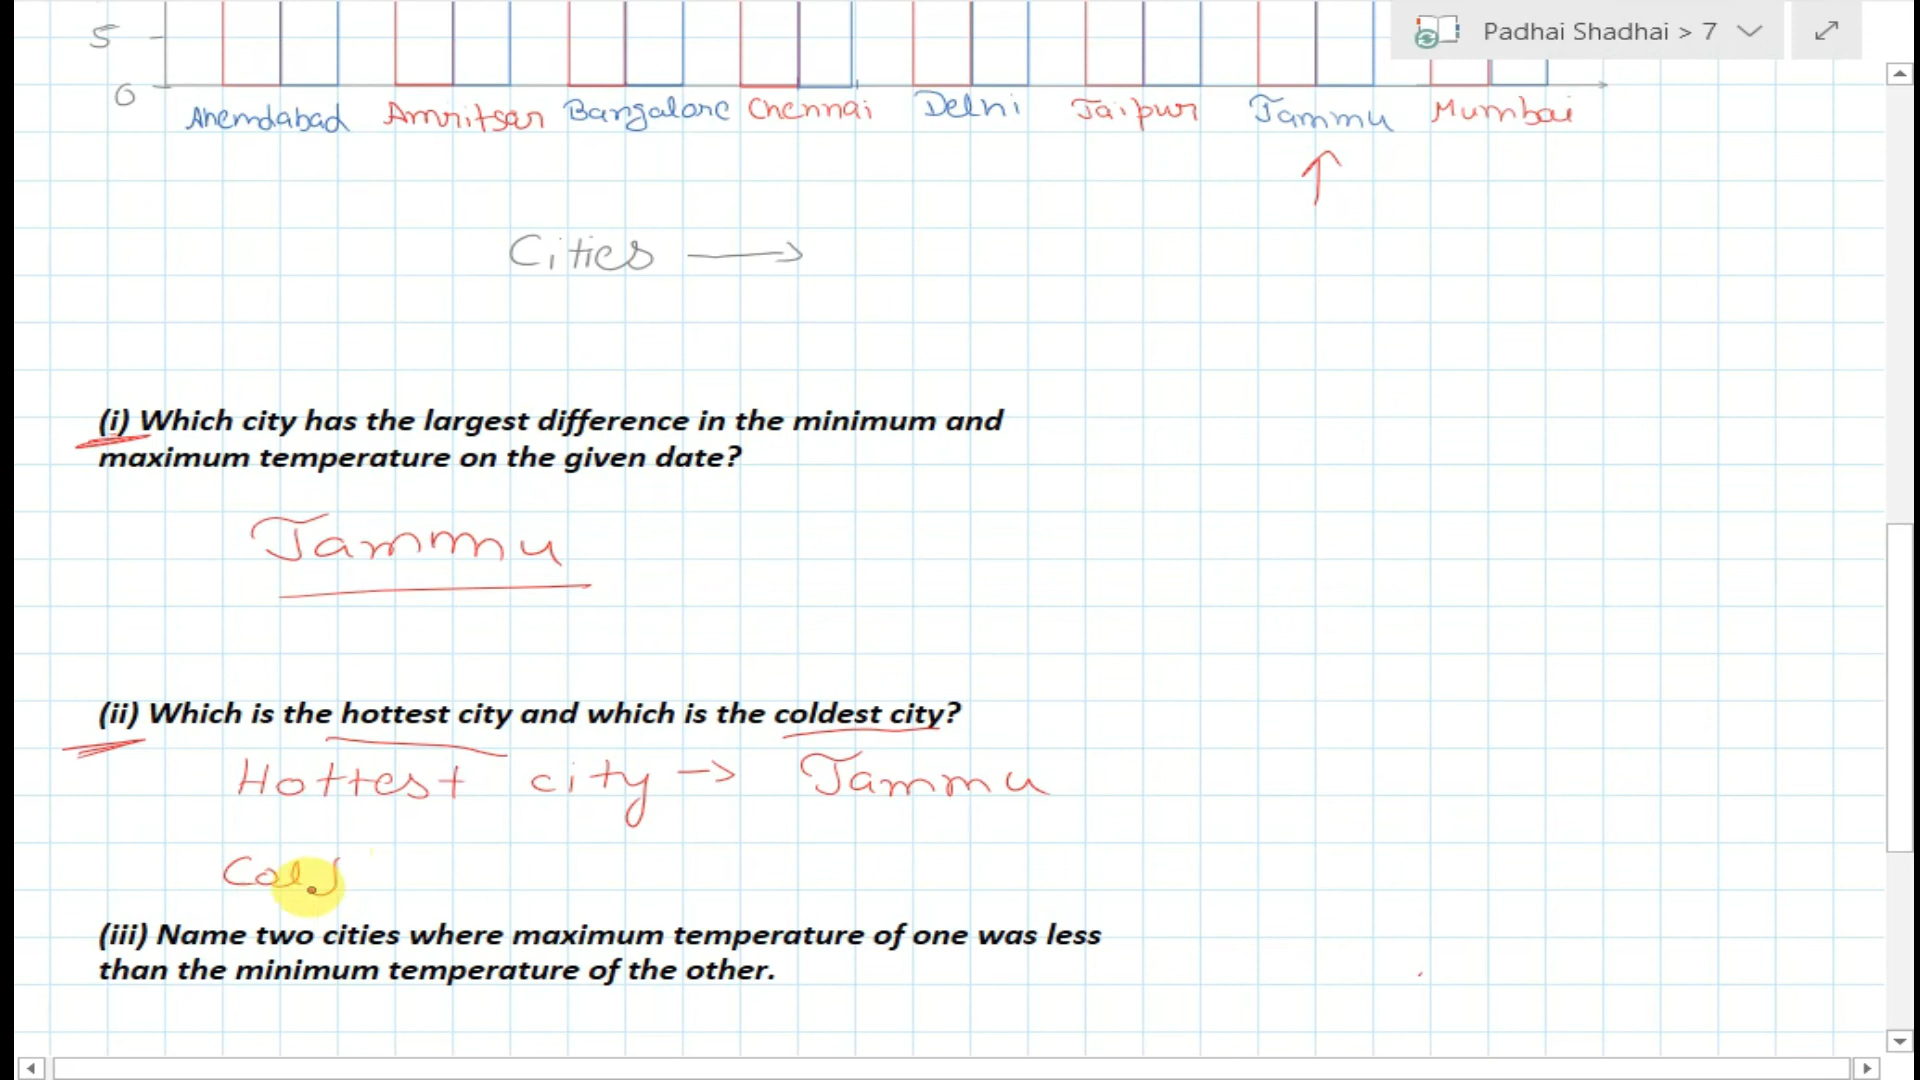 5
Padhai Shadhai > 7
0
Ahemdabad Amritsar Bangalore Chennai Delhi Jaipur Jammu Mumbai
Cities
(i) Which city has the largest difference in the minimum and
maximum temperature on the given date?
Jammu
(ii) Which is the hottest city and which is the coldest city?
Hottest city → Jammu
(iii) Name two cities where maximum temperature of one was less
than the minimum temperature of the other.